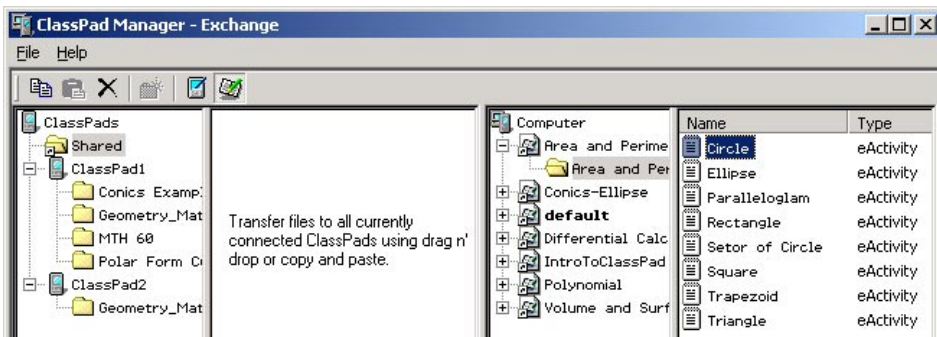 ClassPad Manager - Exchange
File Help
ClassPads
Shared
ClassPad1
Conics Exampl
Geometry_Mat
MTH 60
Polar Form C
ClassPad2
Geometry_Mat
Transfer files to all currently
connected ClassPads using drag n'
drop or copy and paste.
Computer
Area and Perime
Area and Per
Conics-Ellipse
default
Differential Calc
IntroToClassPad
Polynomial
Volume and Surf
Name Type
Circle eActivity
Ellipse eActivity
Paralleloglam eActivity
Rectangle eActivity
Setor of Circle eActivity
Square eActivity
Trapezoid eActivity
Triangle eActivity